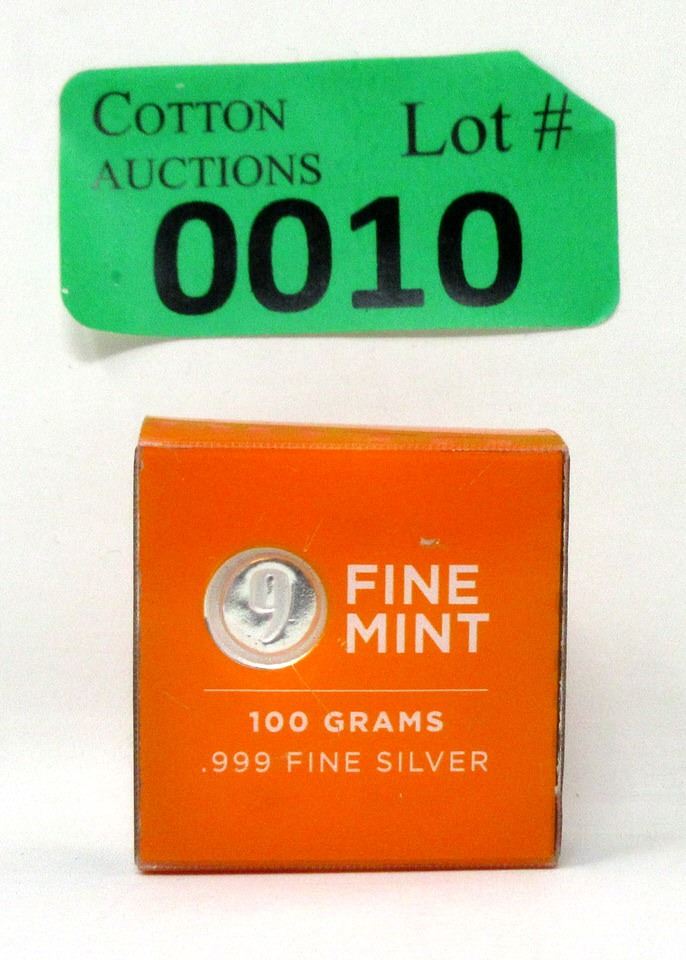 COTTON
AUCTIONS
Lot #
0010
9
FINE
MINT
100 GRAMS
.999 FINE SILVER